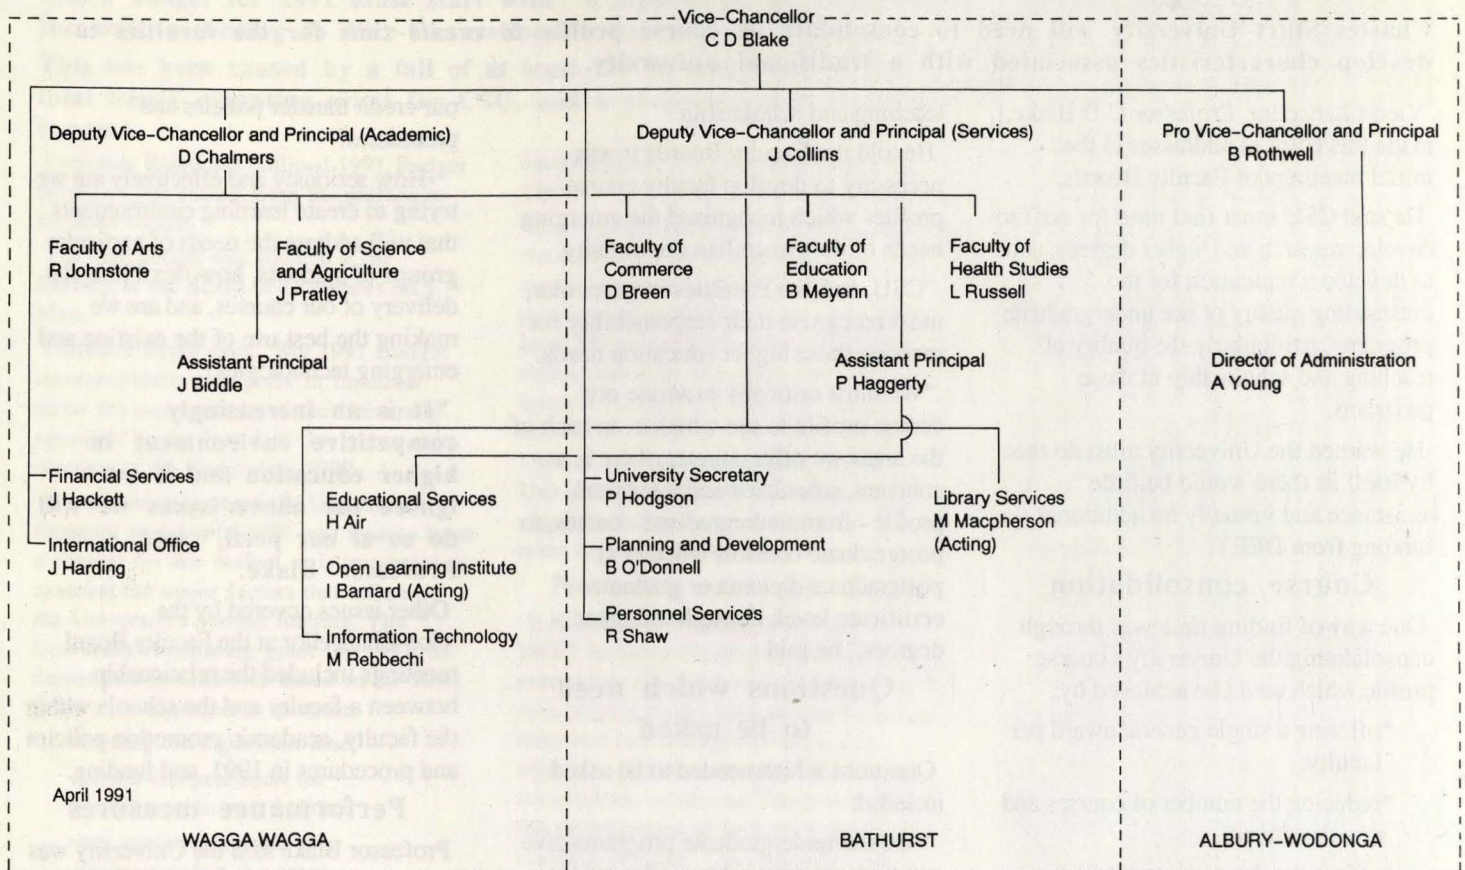 Vice-Chancellor
C D Blake
Deputy Vice-Chancellor and Principal (Academic)
D Chalmers
Deputy Vice-Chancellor and Principal (Services)
J Collins
Pro Vice-Chancellor and Principal
B Rothwell
Faculty of Arts
R Johnstone
Faculty of Science
and Agriculture
J Pratley
Faculty of
Commerce
D Breen
Faculty of
Education
B Meyenn
Faculty of
Health Studies
L Russell
Assistant Principal
J Biddle
Assistant Principal
P Haggerty
Director of Administration
A Young
Financial Services
J Hackett
International Office
J Harding
Educational Services
H Air
Open Learning Institute
I Barnard (Acting)
Information Technology
M Rebbechi
University Secretary
P Hodgson
Planning and Development
B O'Donnell
Personnel Services
R Shaw
Library Services
M Macpherson
(Acting)
April 1991
WAGGA WAGGA
BATHURST
ALBURY-WODONGA